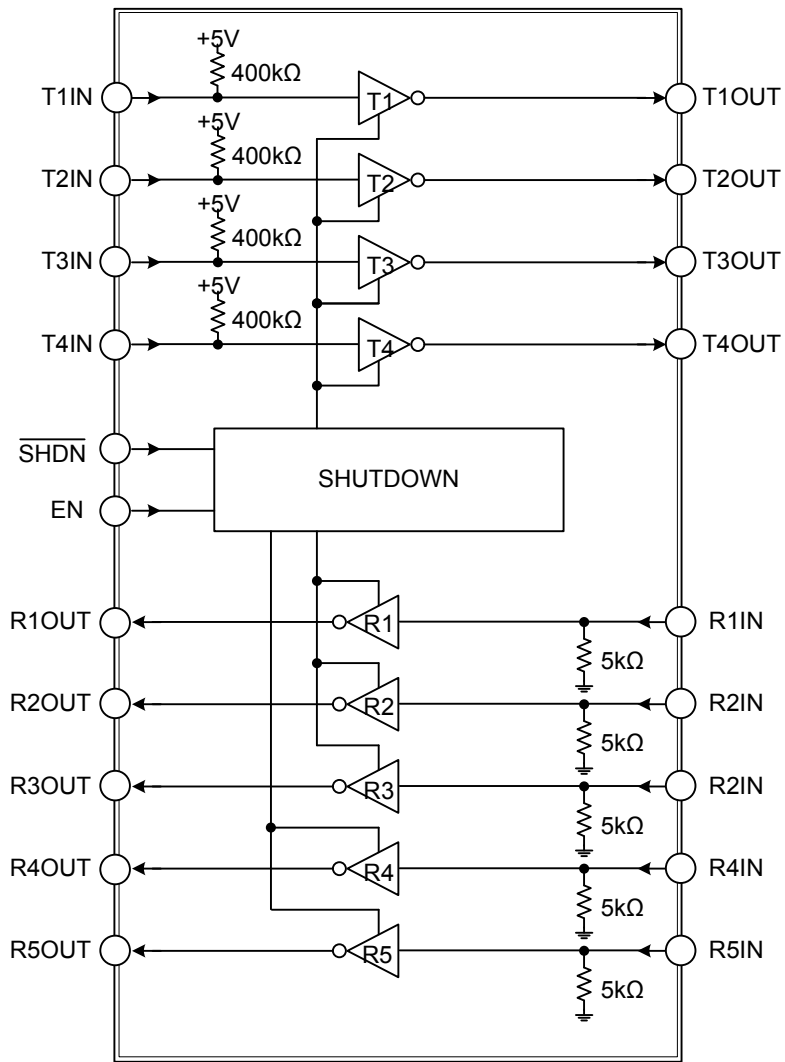 +5V
400kΩ
T1IN
T1
T1OUT
+5V
400kΩ
T2IN
T2
T2OUT
+5V
400kΩ
T3IN
T3
T3OUT
+5V
400kΩ
T4IN
T4
T4OUT
SHDN
EN
SHUTDOWN
R1OUT
R1
R1IN
5kΩ
R2OUT
R2
R2IN
5kΩ
R3OUT
R3
R2IN
5kΩ
R4OUT
R4
R4IN
5kΩ
R5OUT
R5
R5IN
5kΩ